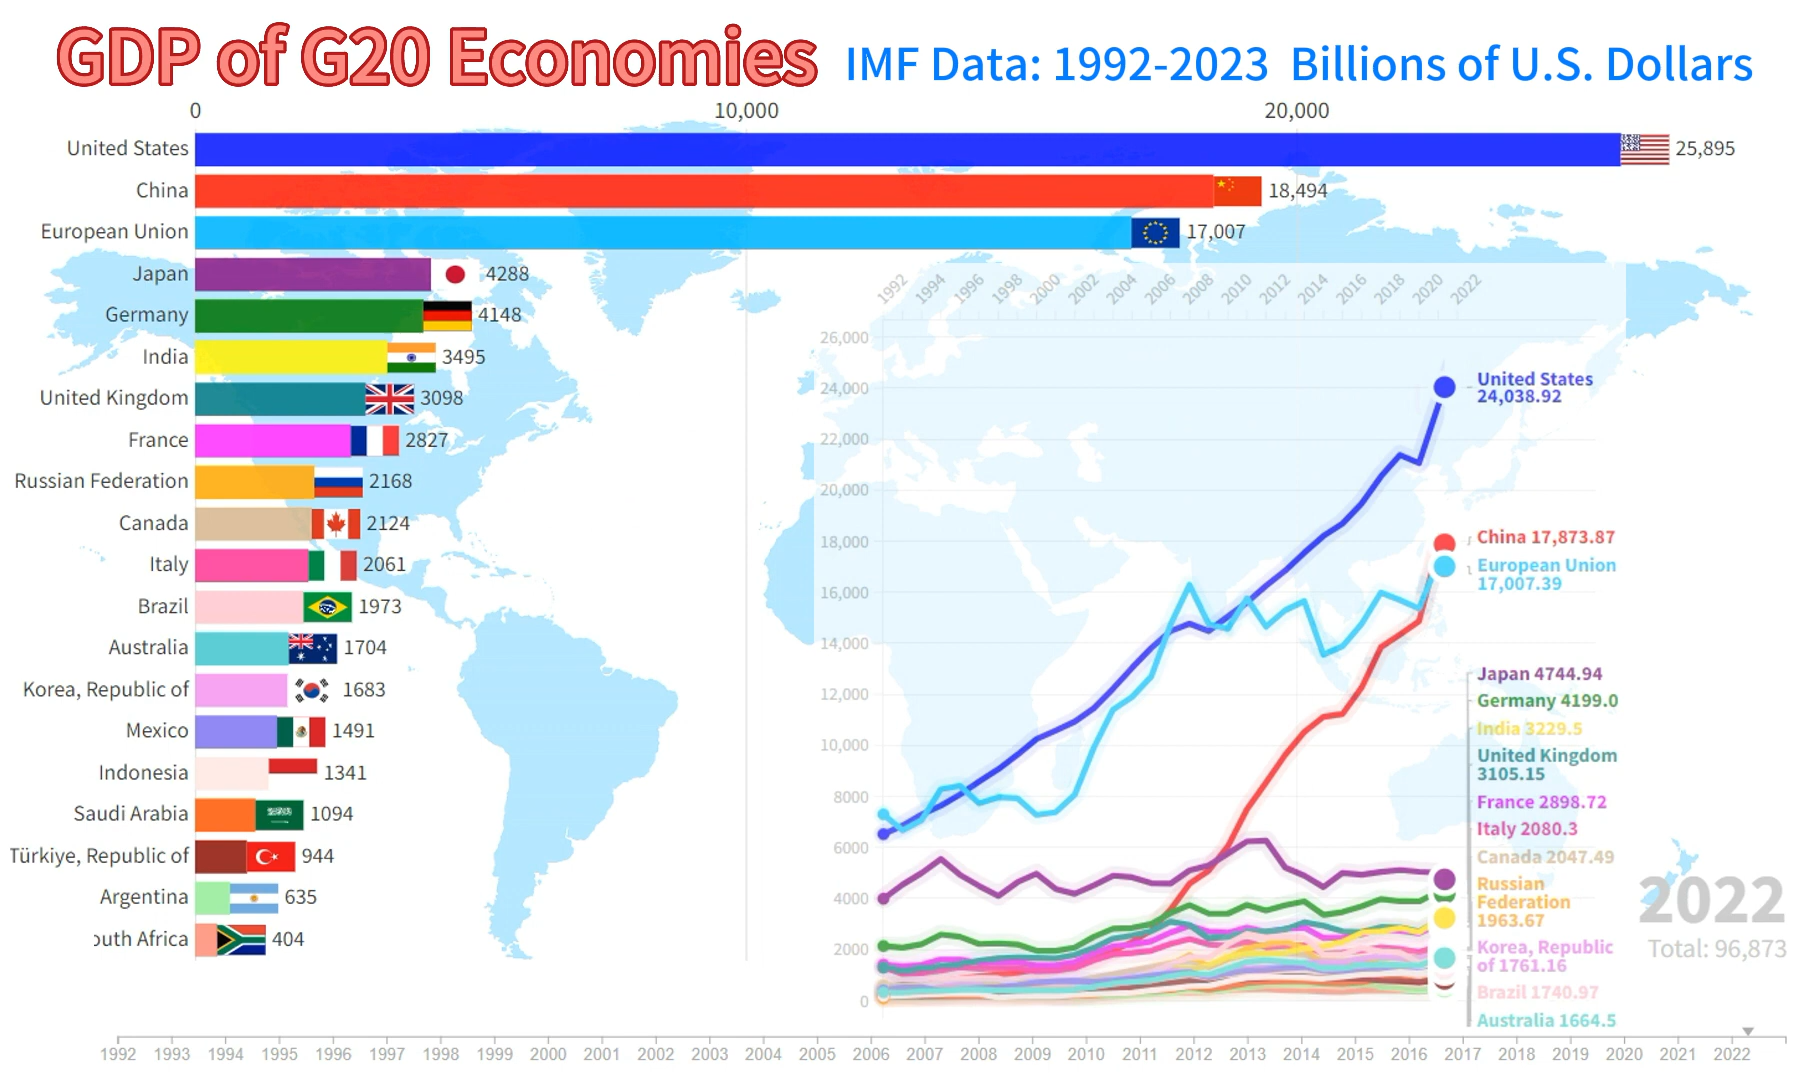 GDP of G20 Economies IMF Data: 1992-2023 Billions of U.S. Dollars
0 10,000 20,000
United States 25,895
China 18,494
European Union 17,007
Japan 4288
Germany 4148
India 3495
United Kingdom 3098
France 2827
Russian Federation 2168
Canada 2124
Italy 2061
Brazil 1973
Australia 1704
Korea, Republic of 1683
Mexico 1491
Indonesia 1341
Saudi Arabia 1094
Türkiye, Republic of 944
Argentina 635
outh Africa 404
1992 1994 1996 1998 2000 2002 2004 2006 2008 2010 2012 2014 2016 2018 2020 2022
26,000
24,000
22,000
20,000
18,000
16,000
14,000
12,000
10,000
8000
6000
4000
2000
0
United States
24,038.92
China 17,873.87
European Union
17,007.39
Japan 4744.94
Germany 4199.0
India 3229.5
United Kingdom
3105.15
France 2898.72
Italy 2080.3
Canada 2047.49
Russian
Federation
1963.67
Korea, Republic
of 1761.16
Brazil 1740.97
Australia 1664.5
2022
Total: 96,873
1992 1993 1994 1995 1996 1997 1998 1999 2000 2001 2002 2003 2004 2005 2006 2007 2008 2009 2010 2011 2012 2013 2014 2015 2016 2017 2018 2019 2020 2021 2022